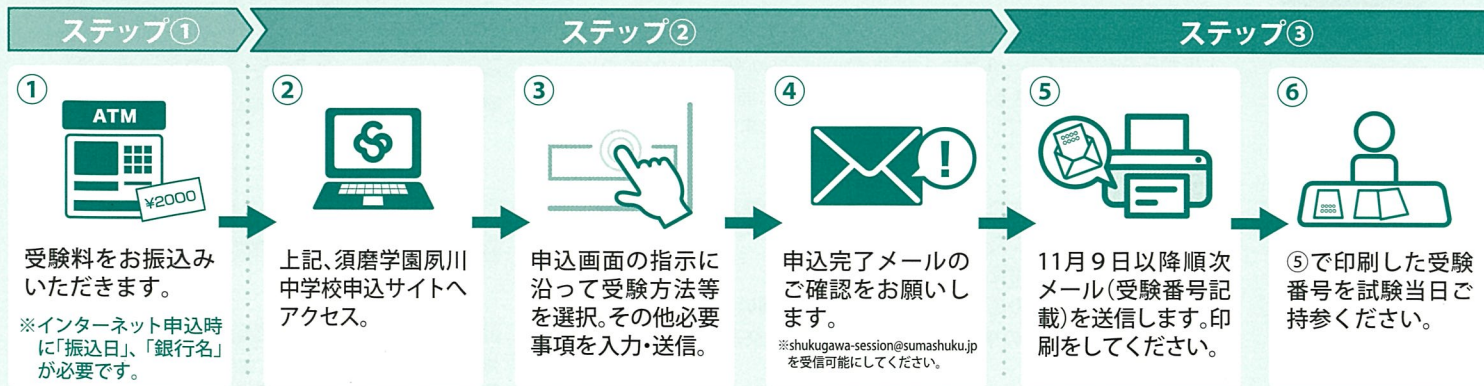 ステップ①
ステップ②
ステップ③
①
ATM
¥2000
受験料をお振込み
いただきます。
※インターネット申込時
に「振込日」、「銀行名」
が必要です。
②
上記、須磨学園夙川
中学校申込サイトへ
アクセス。
③
申込画面の指示に
沿って受験方法等
を選択。その他必要
事項を入力・送信。
④
!
申込完了メールの
ご確認をお願いし
ます。
※shukugawa-session@sumashuku.jp
を受信可能にしてください。
⑤
11月9日以降順次
メール(受験番号記
載)を送信します。印
刷をしてください。
⑥
⑤で印刷した受験
番号を試験当日ご
持参ください。